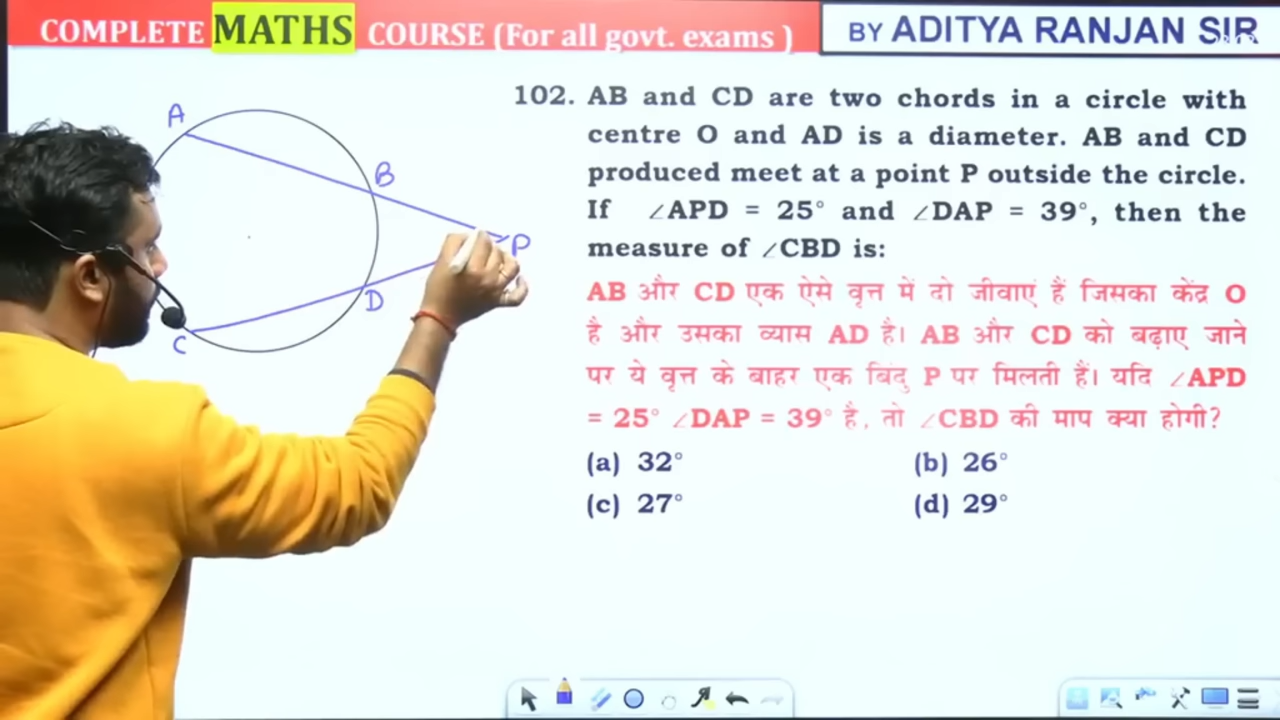 COMPLETE MATHS COURSE (For all govt. exams )
BY ADITYA RANJAN SIR
A
B
P
D
C
102. AB and CD are two chords in a circle with
centre O and AD is a diameter. AB and CD
produced meet at a point P outside the circle.
If ∠APD = 25° and ∠DAP = 39°, then the
measure of ∠CBD is:
AB और CD एक ऐसे वृत्त में दो जीवाएं हैं जिसका केंद्र O
है और उसका व्यास AD है। AB और CD को बढ़ाए जाने
पर ये वृत्त के बाहर एक बिंदु P पर मिलती हैं। यदि ∠APD
= 25° ∠DAP = 39° है, तो ∠CBD की माप क्या होगी?
(a) 32° (b) 26°
(c) 27° (d) 29°